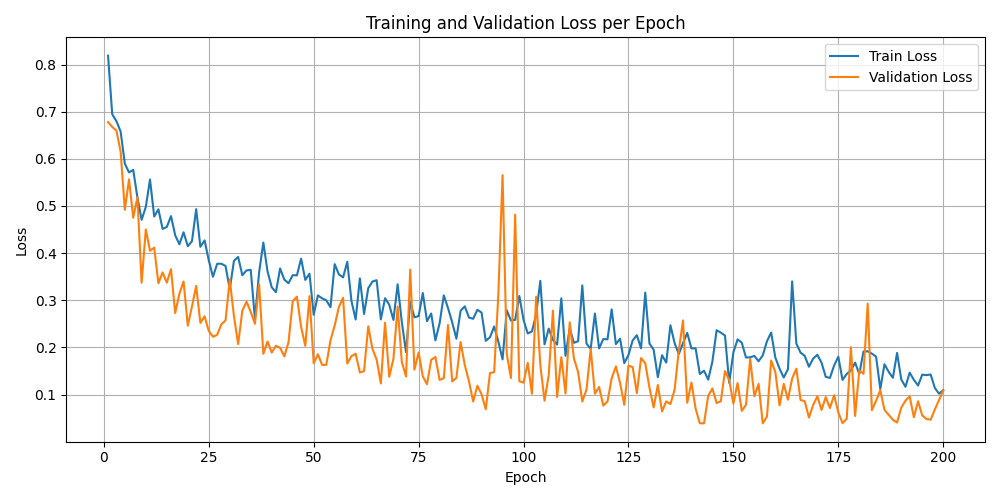 Training and Validation Loss per Epoch
Train Loss
Validation Loss
Loss
0.8
0.7
0.6
0.5
0.4
0.3
0.2
0.1
0 25 50 75 100 125 150 175 200
Epoch